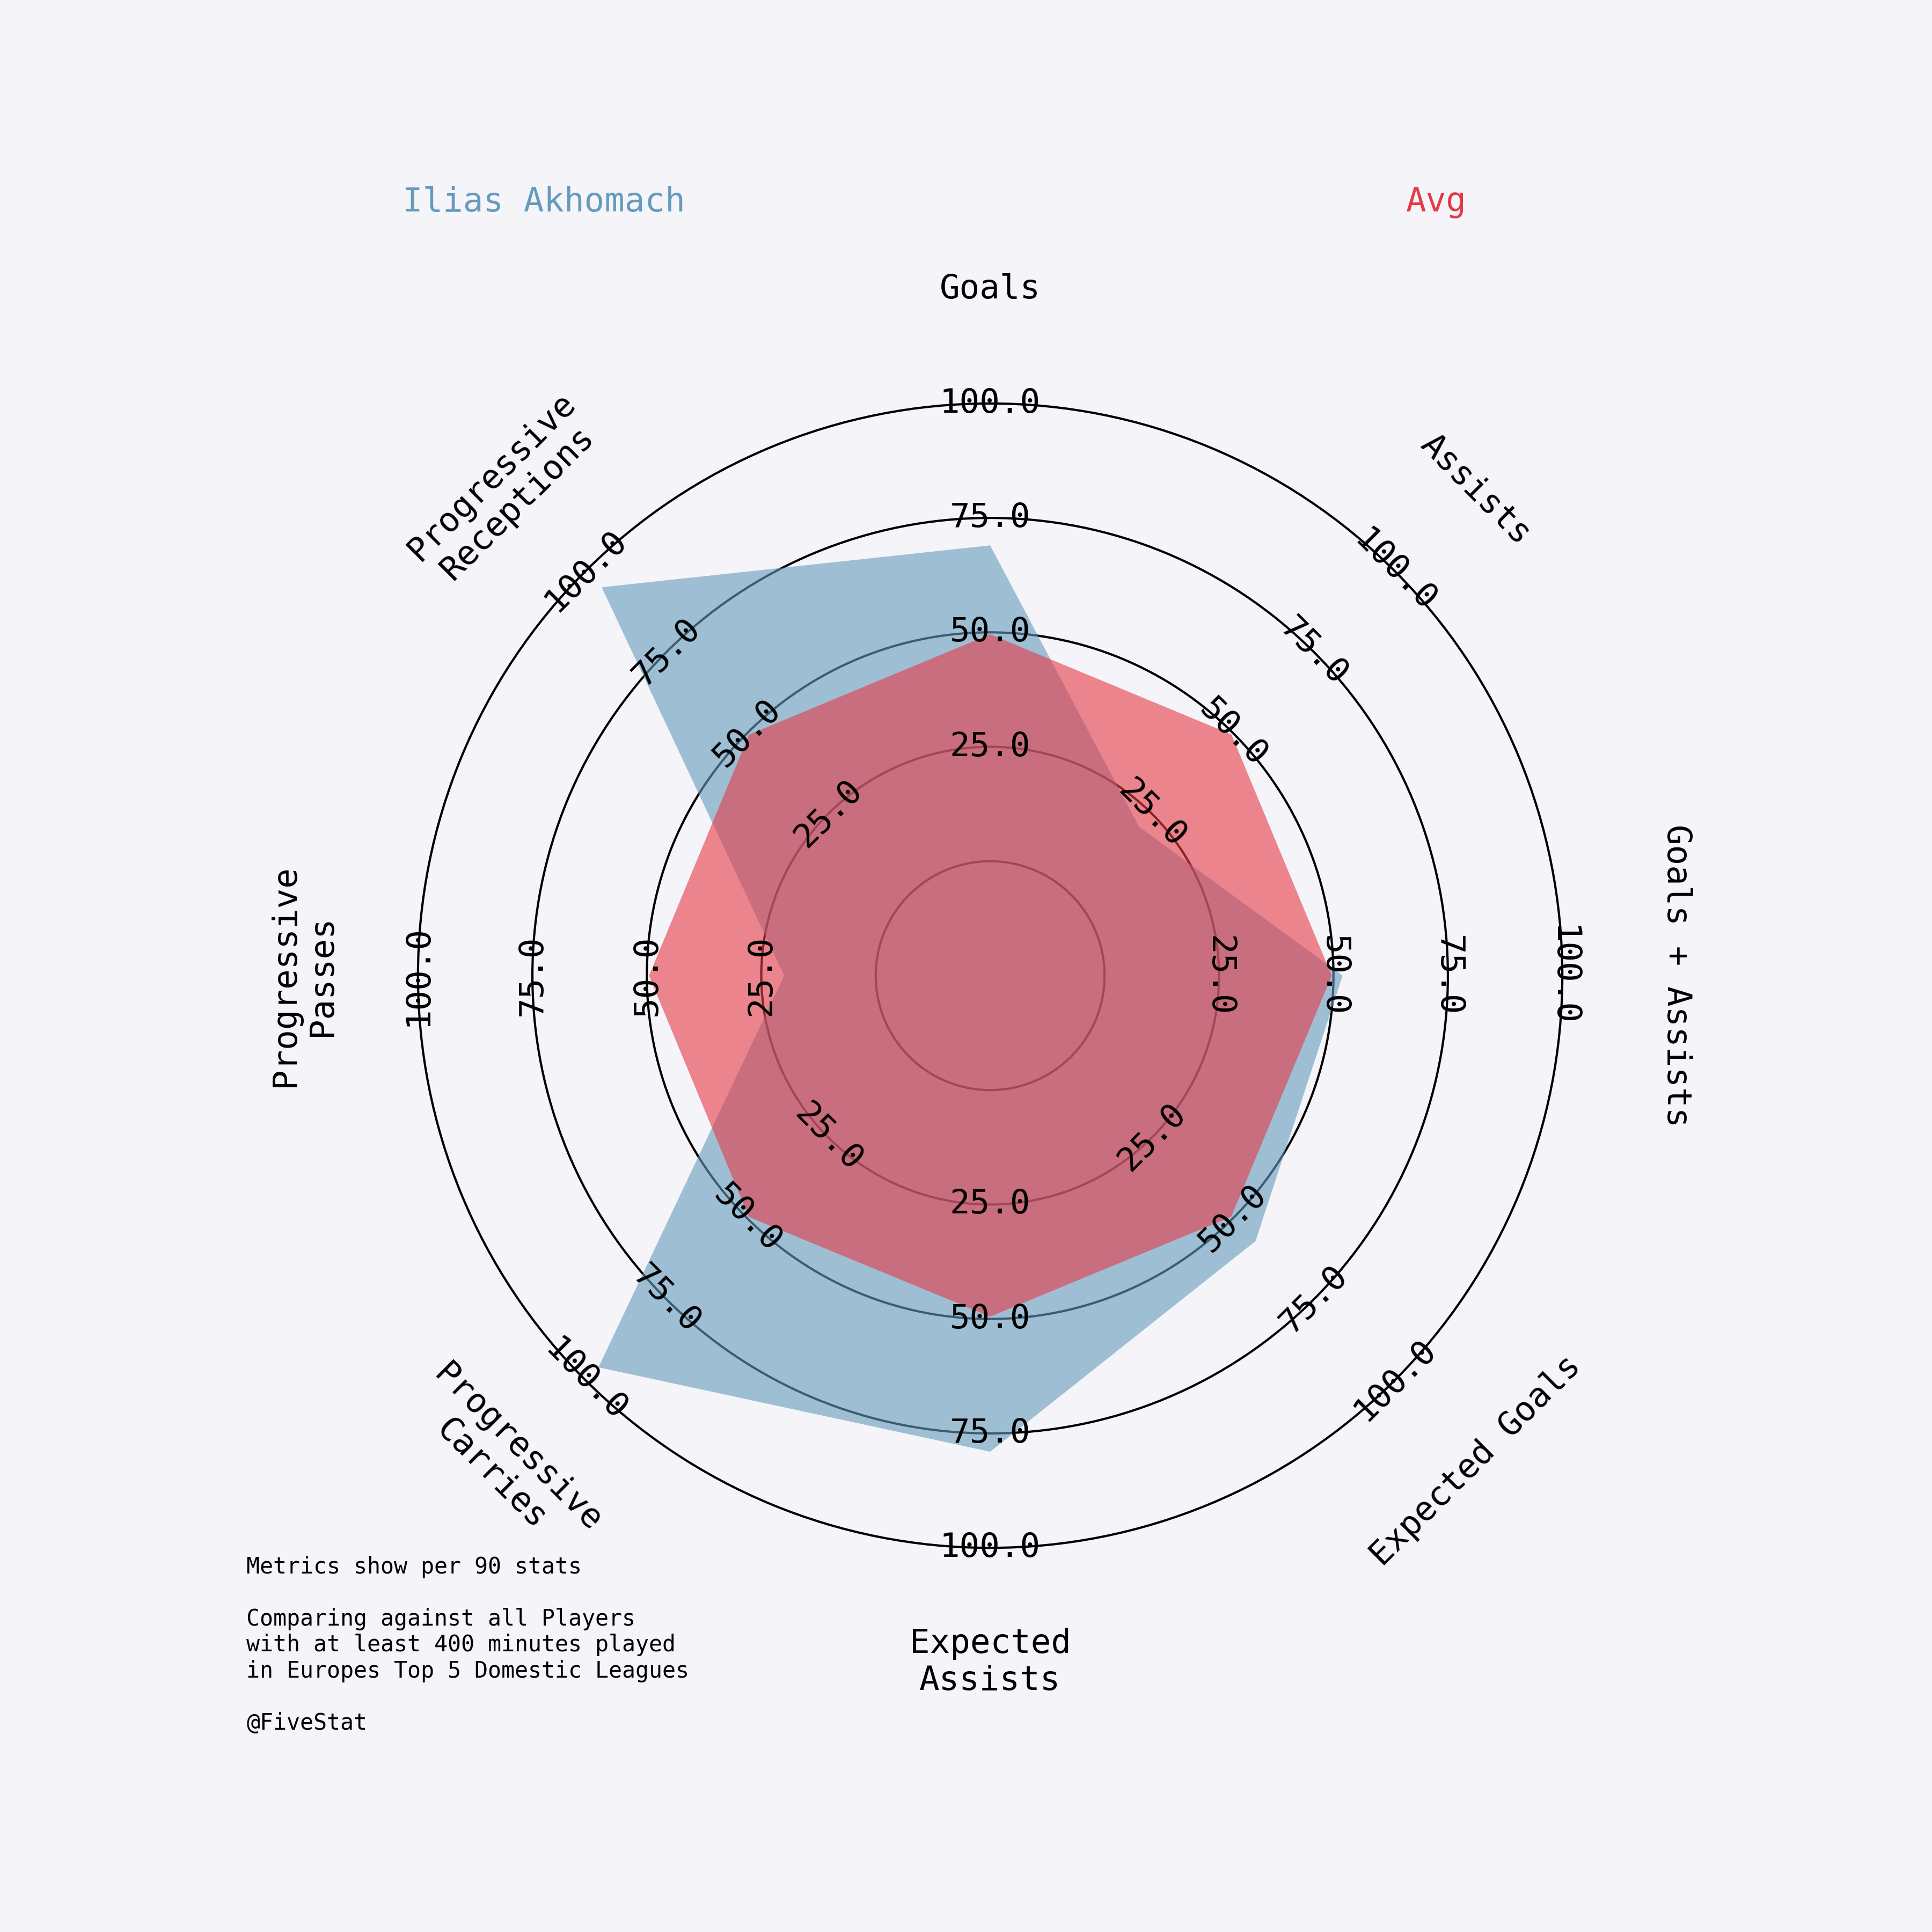 Ilias Akhomach
Avg
Goals
Assists
Goals + Assists
Expected Goals
Expected
Assists
Progressive
Carries
Progressive
Passes
Progressive
Receptions
25.0
50.0
75.0
100.0
25.0
50.0
75.0
100.0
25.0
50.0
75.0
100.0
25.0
50.0
75.0
100.0
25.0
50.0
75.0
100.0
25.0
50.0
75.0
100.0
25.0
50.0
75.0
100.0
25.0
50.0
75.0
100.0
Metrics show per 90 stats
Comparing against all Players
with at least 400 minutes played
in Europes Top 5 Domestic Leagues
@FiveStat